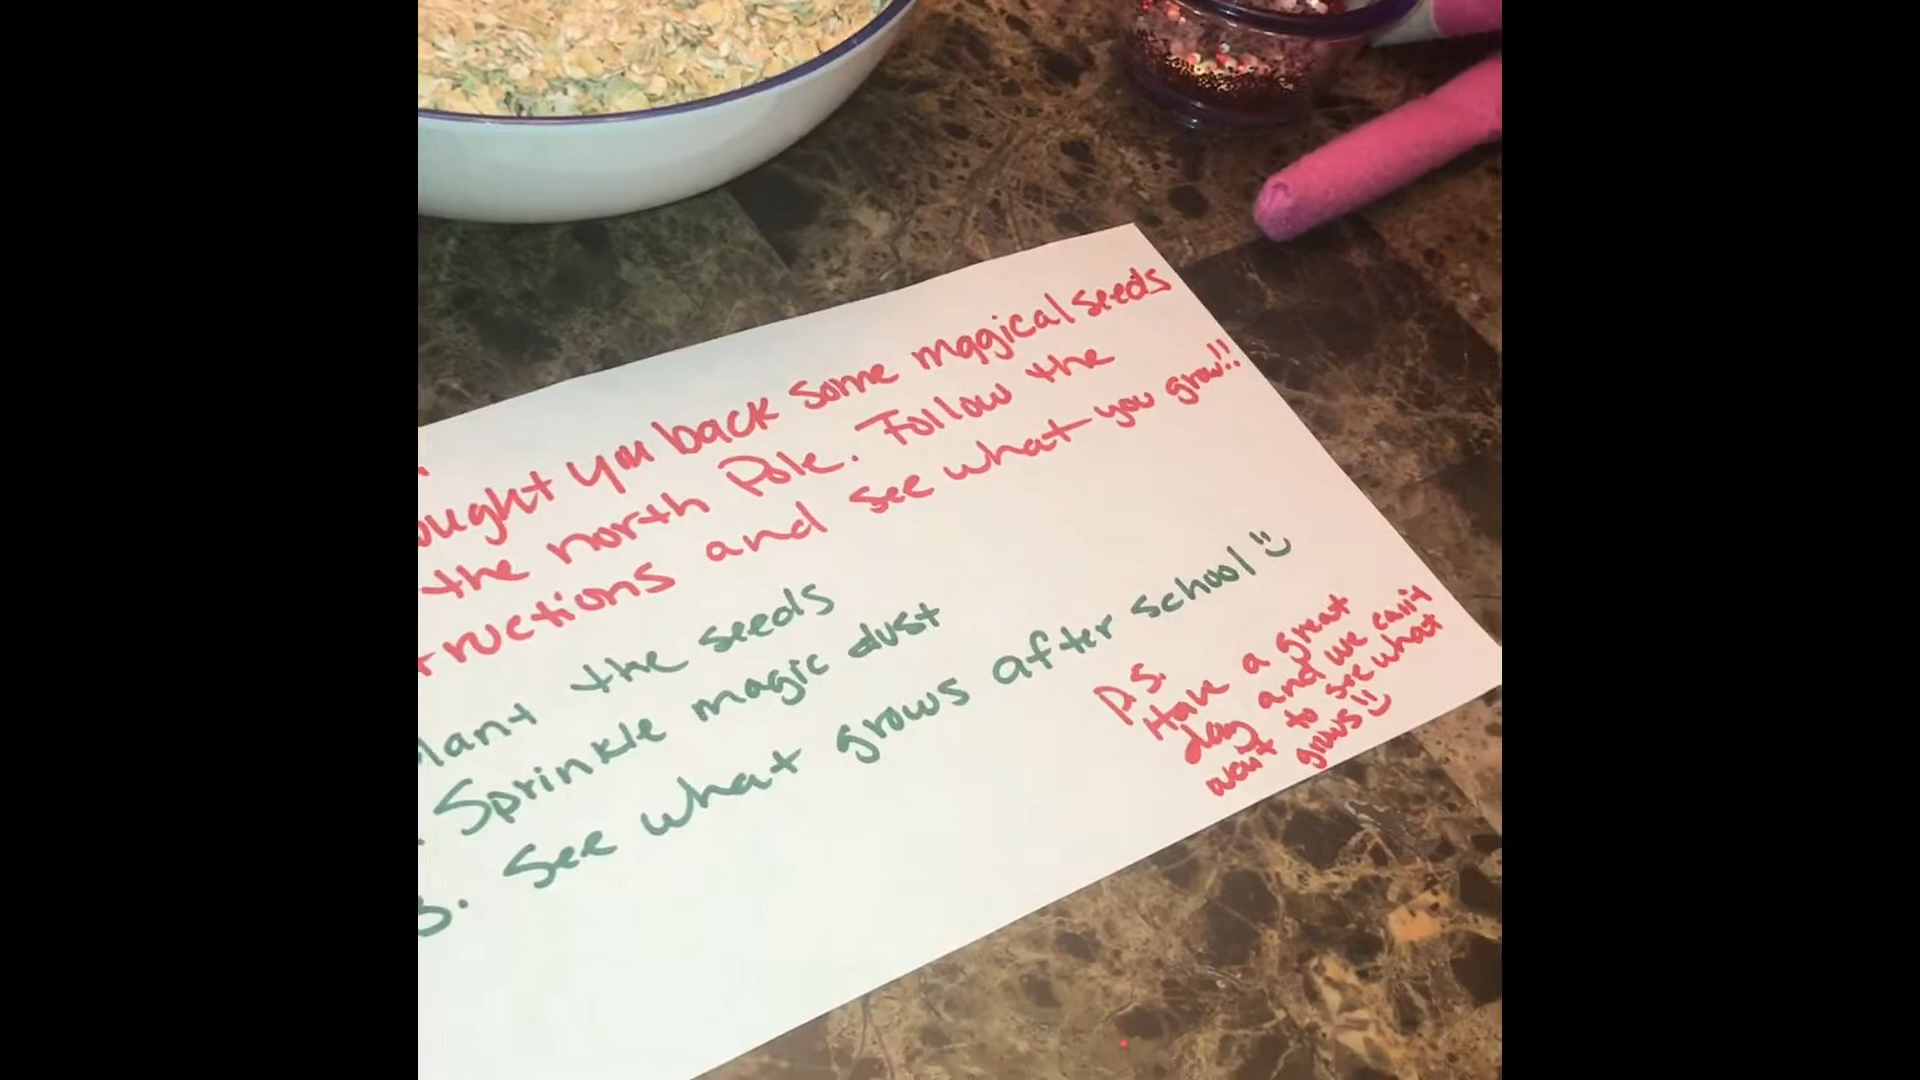 ought you back some magical seeds
the north Pole. Follow the
ructions and see what you grow!!
lant the seeds
. Sprinkle magic dust
3. See what grows after school
P.S.
Have a great
day and we can't
wait to see what
grows